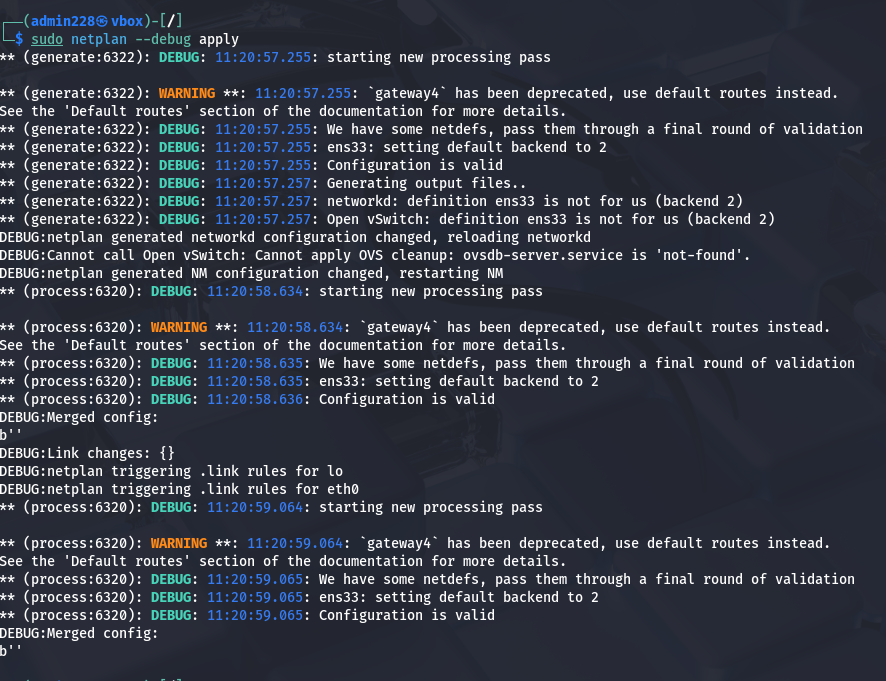 ┌──(admin228㉿vbox)-[/]
└─$ sudo netplan --debug apply
** (generate:6322): DEBUG: 11:20:57.255: starting new processing pass
** (generate:6322): WARNING **: 11:20:57.255: `gateway4` has been deprecated, use default routes instead.
See the 'Default routes' section of the documentation for more details.
** (generate:6322): DEBUG: 11:20:57.255: We have some netdefs, pass them through a final round of validation
** (generate:6322): DEBUG: 11:20:57.255: ens33: setting default backend to 2
** (generate:6322): DEBUG: 11:20:57.255: Configuration is valid
** (generate:6322): DEBUG: 11:20:57.257: Generating output files..
** (generate:6322): DEBUG: 11:20:57.257: networkd: definition ens33 is not for us (backend 2)
** (generate:6322): DEBUG: 11:20:57.257: Open vSwitch: definition ens33 is not for us (backend 2)
DEBUG:netplan generated networkd configuration changed, reloading networkd
DEBUG:Cannot call Open vSwitch: Cannot apply OVS cleanup: ovsdb-server.service is 'not-found'.
DEBUG:netplan generated NM configuration changed, restarting NM
** (process:6320): DEBUG: 11:20:58.634: starting new processing pass
** (process:6320): WARNING **: 11:20:58.634: `gateway4` has been deprecated, use default routes instead.
See the 'Default routes' section of the documentation for more details.
** (process:6320): DEBUG: 11:20:58.635: We have some netdefs, pass them through a final round of validation
** (process:6320): DEBUG: 11:20:58.635: ens33: setting default backend to 2
** (process:6320): DEBUG: 11:20:58.636: Configuration is valid
DEBUG:Merged config:
b''
DEBUG:Link changes: {}
DEBUG:netplan triggering .link rules for lo
DEBUG:netplan triggering .link rules for eth0
** (process:6320): DEBUG: 11:20:59.064: starting new processing pass
** (process:6320): WARNING **: 11:20:59.064: `gateway4` has been deprecated, use default routes instead.
See the 'Default routes' section of the documentation for more details.
** (process:6320): DEBUG: 11:20:59.065: We have some netdefs, pass them through a final round of validation
** (process:6320): DEBUG: 11:20:59.065: ens33: setting default backend to 2
** (process:6320): DEBUG: 11:20:59.065: Configuration is valid
DEBUG:Merged config:
b''